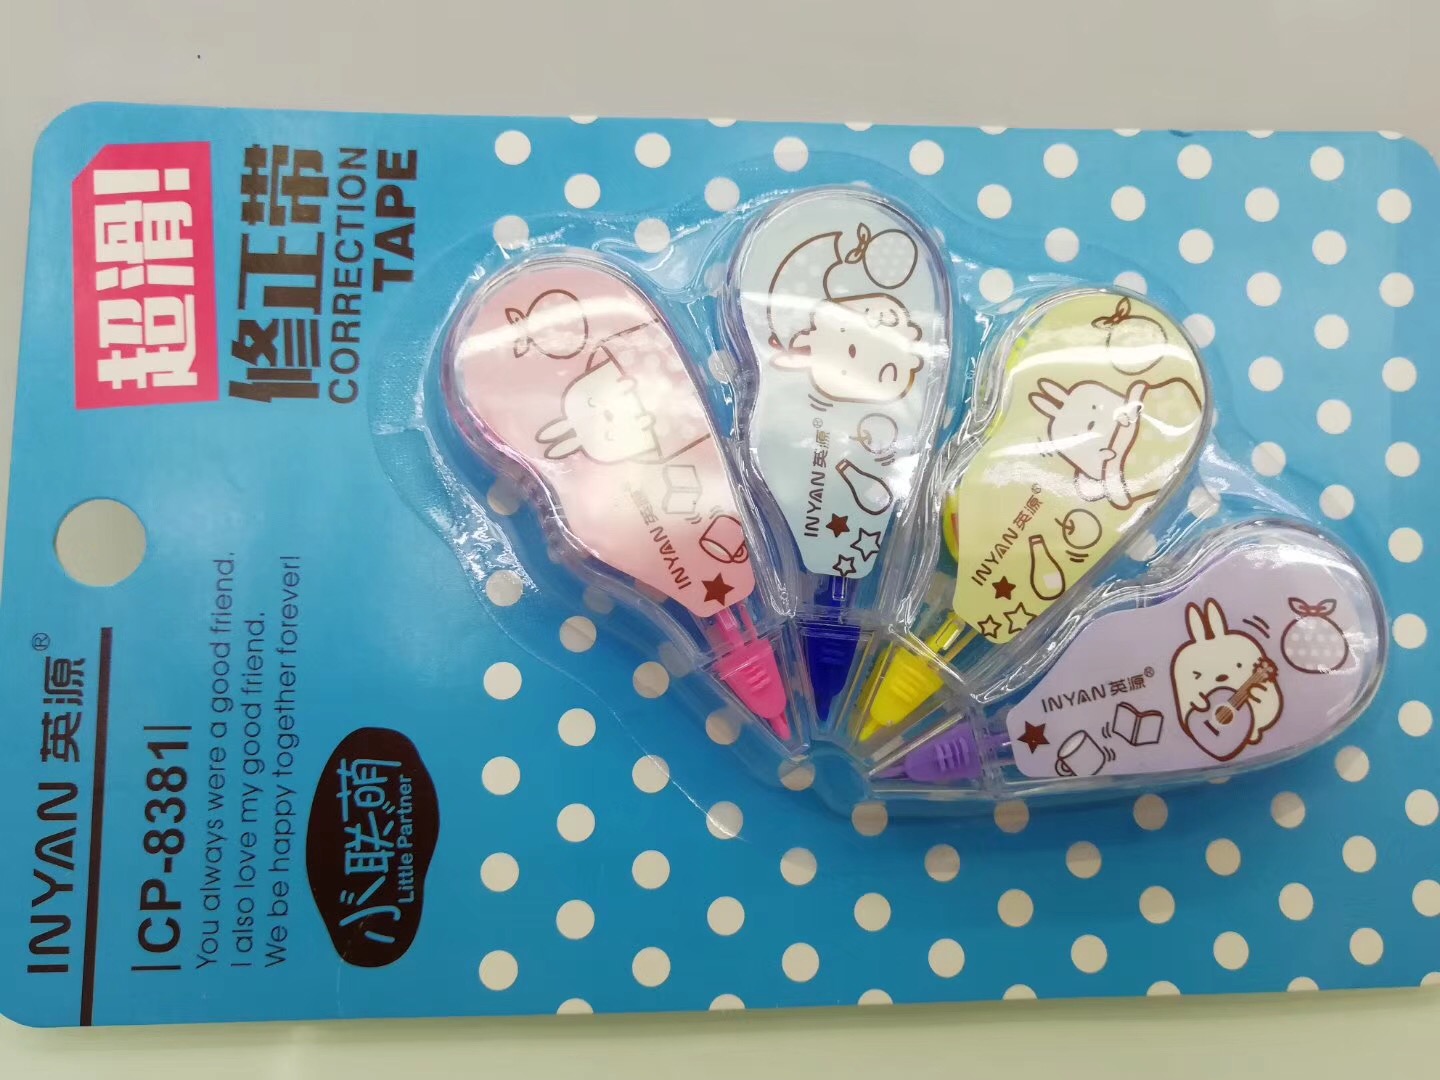 INYAN 英源®
CP-8381
You always were a good friend.
I also love my good friend.
We be happy together forever!
超滑!
修正带
CORRECTION
TAPE
小联萌
Little Partner
INYAN 英源
INYAN 英源®
INYAN 英源®
INYAN 英源®